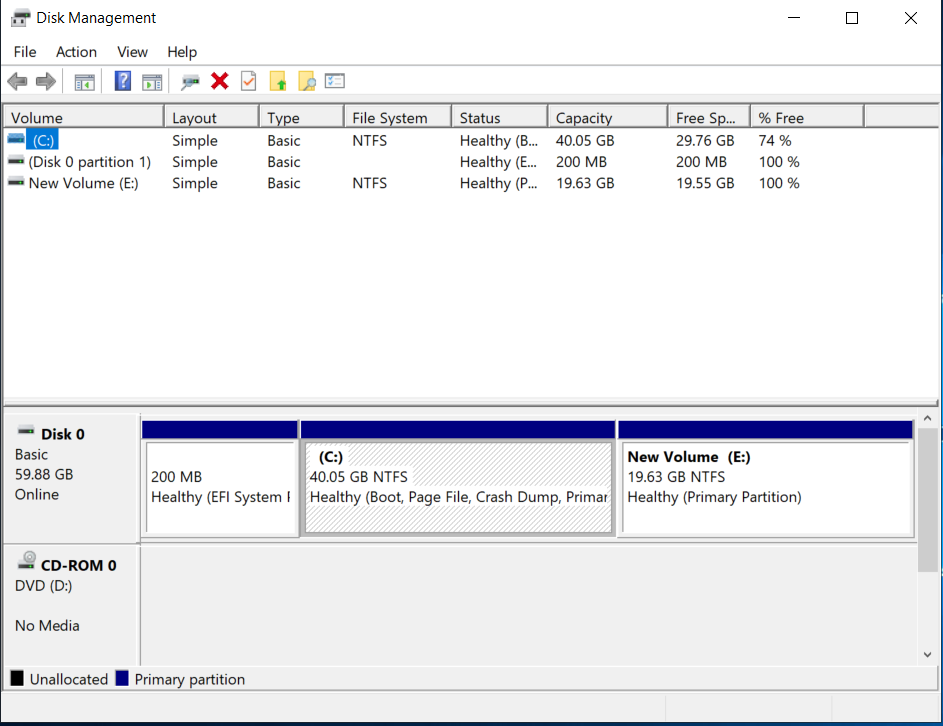 Disk Management
File Action View Help
Volume Layout Type File System Status Capacity Free Sp... % Free
(C:) Simple Basic NTFS Healthy (B... 40.05 GB 29.76 GB 74 %
(Disk 0 partition 1) Simple Basic Healthy (E... 200 MB 200 MB 100 %
New Volume (E:) Simple Basic NTFS Healthy (P... 19.63 GB 19.55 GB 100 %
Disk 0
Basic
59.88 GB
Online
200 MB
Healthy (EFI System
(C:)
40.05 GB NTFS
Healthy (Boot, Page File, Crash Dump, Primar
New Volume (E:)
19.63 GB NTFS
Healthy (Primary Partition)
CD-ROM 0
DVD (D:)
No Media
Unallocated Primary partition